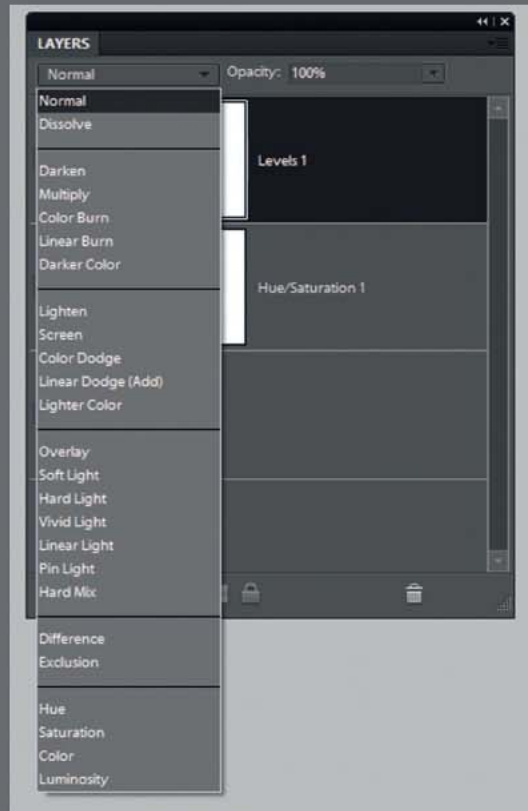 LAYERS
Normal Opacity: 100%
Normal
Dissolve
Darken
Multiply
Color Burn
Linear Burn
Darker Color
Lighten
Screen
Color Dodge
Linear Dodge (Add)
Lighter Color
Overlay
Soft Light
Hard Light
Vivid Light
Linear Light
Pin Light
Hard Mix
Difference
Exclusion
Hue
Saturation
Color
Luminosity
Levels 1
Hue/Saturation 1